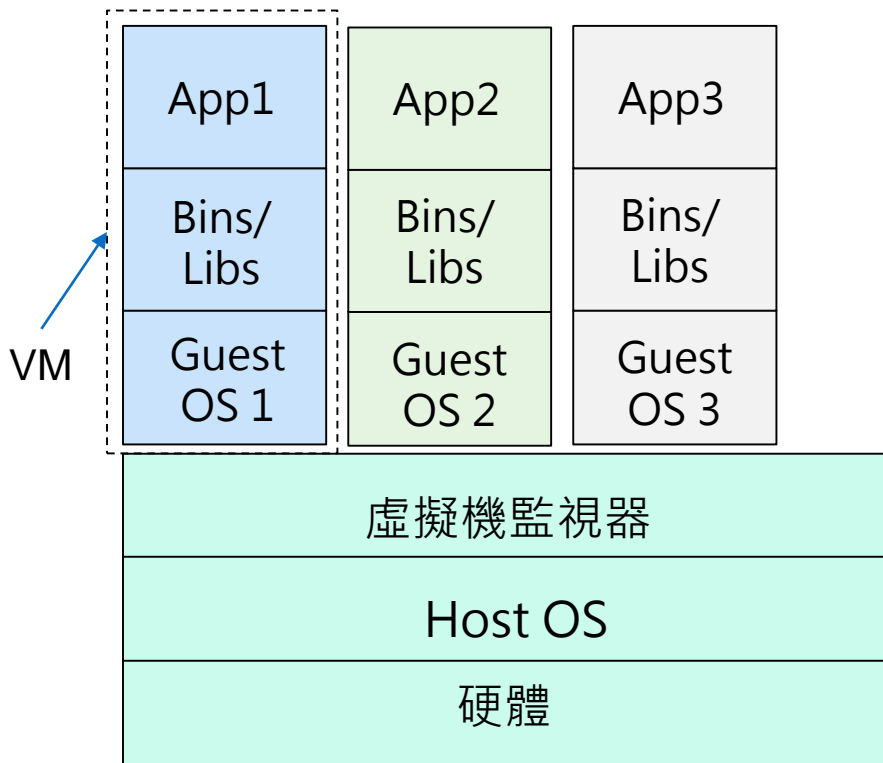 App1
App2
App3
Bins/
Libs
Bins/
Libs
Bins/
Libs
VM
Guest
OS 1
Guest
OS 2
Guest
OS 3
虛擬機監視器
Host OS
硬體